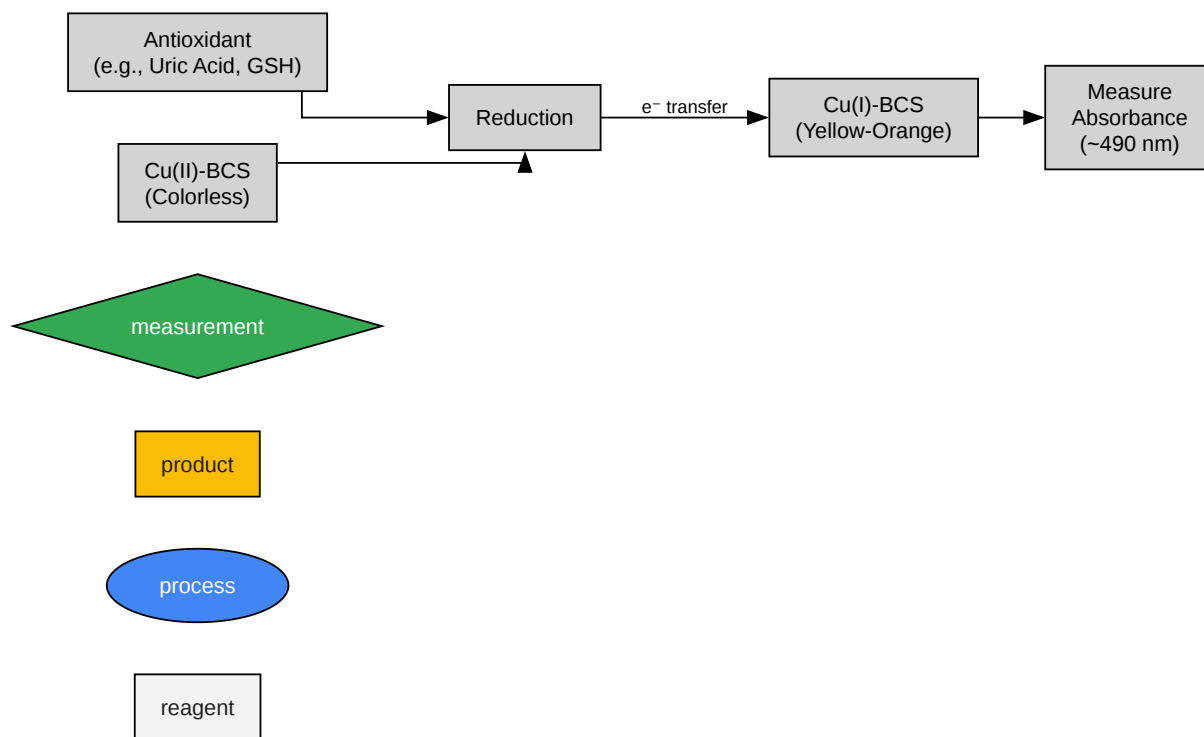 Antioxidant
(e.g., Uric Acid, GSH)
Reduction
e⁻ transfer
Cu(I)-BCS
(Yellow-Orange)
Measure
Absorbance
(~490 nm)
Cu(II)-BCS
(Colorless)
measurement
product
process
reagent